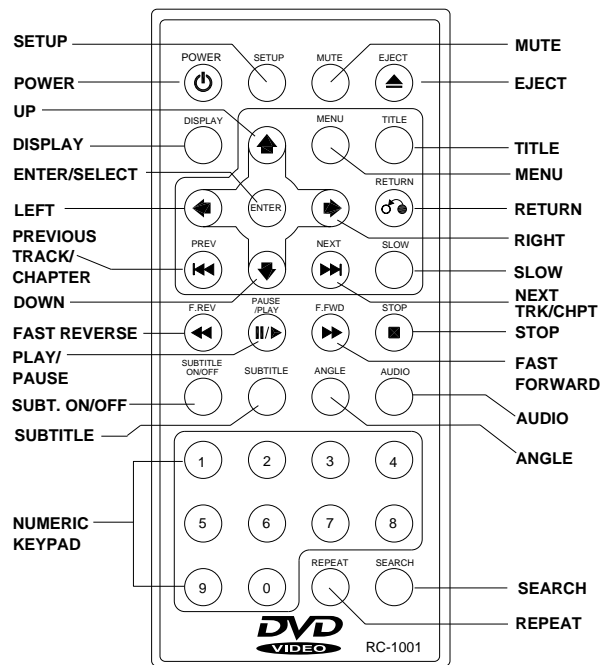 SETUP
POWER
UP
DISPLAY
ENTER/SELECT
LEFT
PREVIOUS
TRACK/
CHAPTER
DOWN
FAST REVERSE
PLAY/
PAUSE
SUBT. ON/OFF
SUBTITLE
NUMERIC
KEYPAD
POWER SETUP MUTE EJECT
DISPLAY MENU TITLE
ENTER RETURN
PREV NEXT SLOW
F.REV PAUSE
/PLAY F.FWD STOP
SUBTITLE
ON/OFF SUBTITLE ANGLE AUDIO
1 2 3 4
5 6 7 8
9 0 REPEAT SEARCH
DVD
VIDEO RC-1001
MUTE
EJECT
TITLE
MENU
RETURN
RIGHT
SLOW
NEXT
TRK/CHPT
STOP
FAST
FORWARD
AUDIO
ANGLE
SEARCH
REPEAT